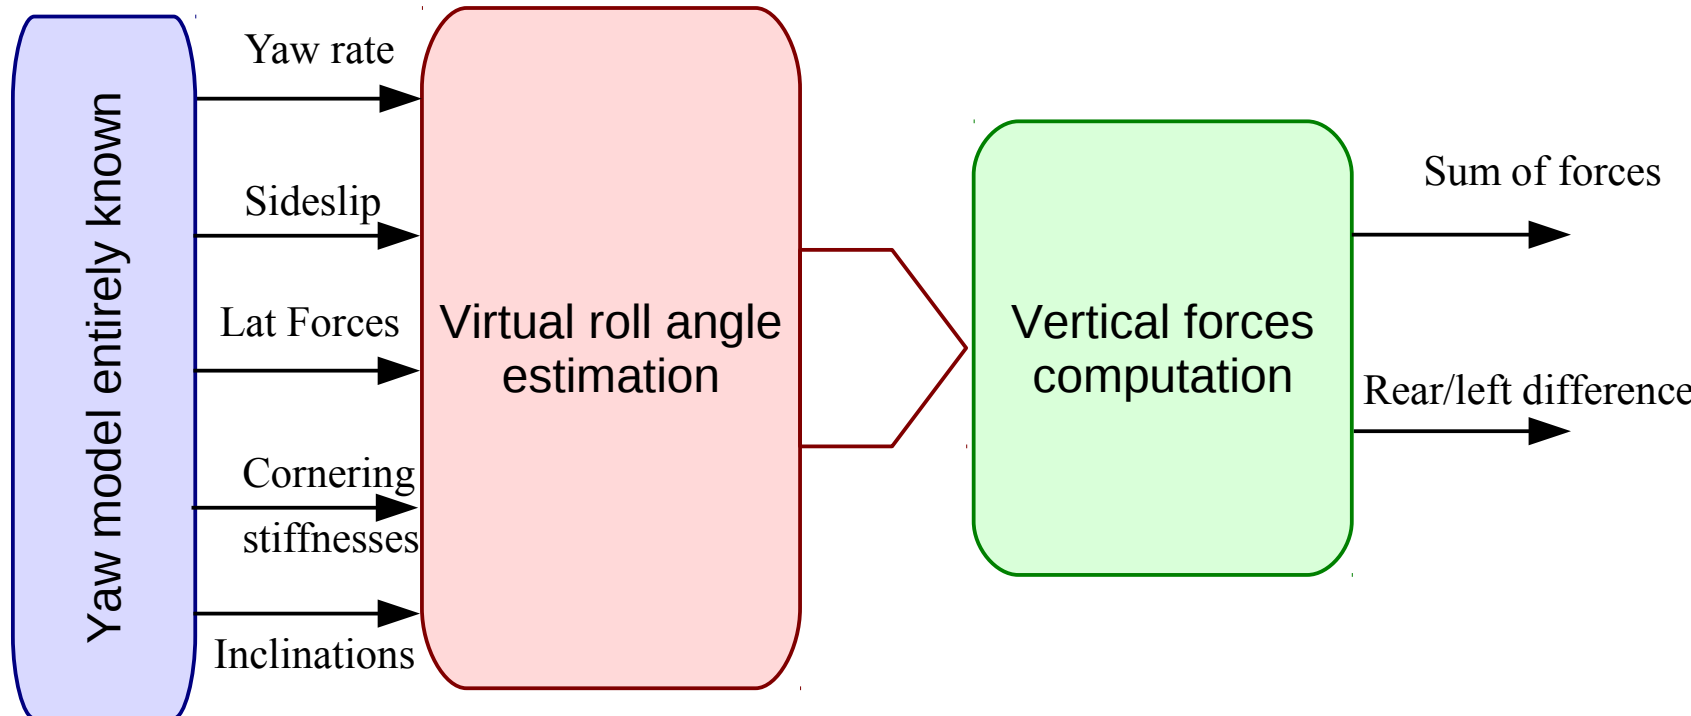 Yaw model entirely known
Yaw rate
Sideslip
Lat Forces
Cornering
stiffnesses
Inclinations
Virtual roll angle
estimation
Vertical forces
computation
Sum of forces
Rear/left difference